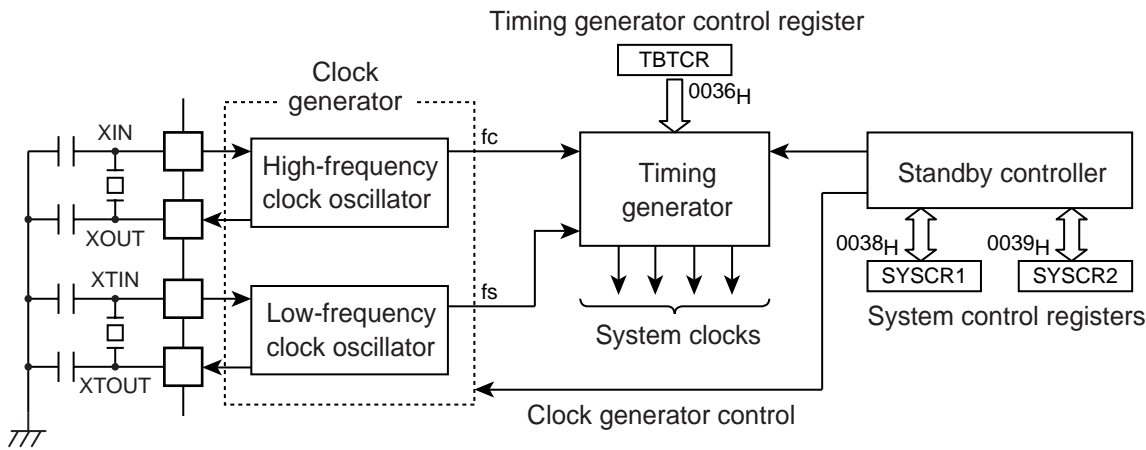 Timing generator control register
TBTCR
0036H
Clock
generator
XIN
XOUT
XTIN
XTOUT
High-frequency
clock oscillator
fc
Low-frequency
clock oscillator
fs
Timing
generator
System clocks
Standby controller
0038H
0039H
SYSCR1
SYSCR2
System control registers
Clock generator control